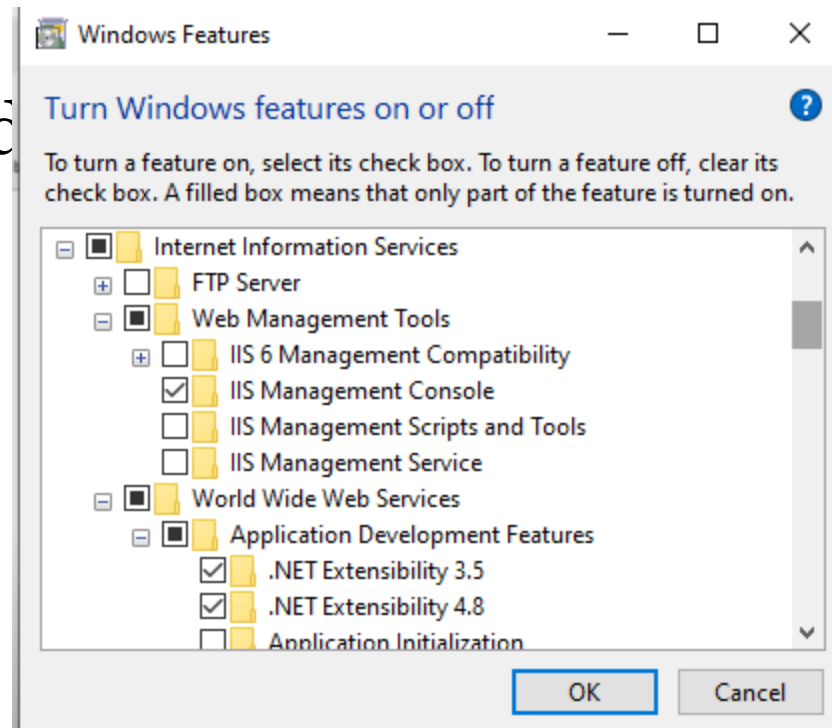 Windows Features
Turn Windows features on or off
To turn a feature on, select its check box. To turn a feature off, clear its
check box. A filled box means that only part of the feature is turned on.
Internet Information Services
FTP Server
Web Management Tools
IIS 6 Management Compatibility
IIS Management Console
IIS Management Scripts and Tools
IIS Management Service
World Wide Web Services
Application Development Features
.NET Extensibility 3.5
.NET Extensibility 4.8
Application Initialization
OK Cancel